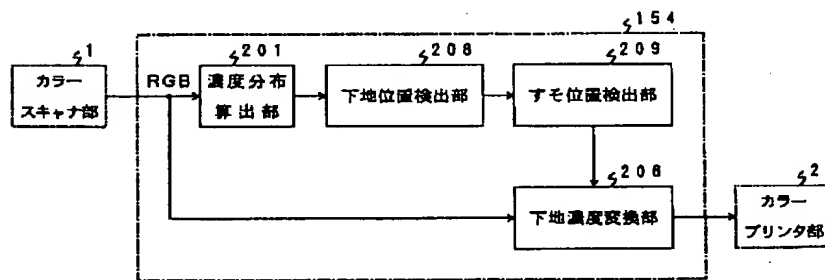 154
1
カラー
スキャナ部
RGB
201
濃度分布
算出部
208
下地位置検出部
209
すそ位置検出部
206
下地濃度変換部
2
カラー
プリンタ部